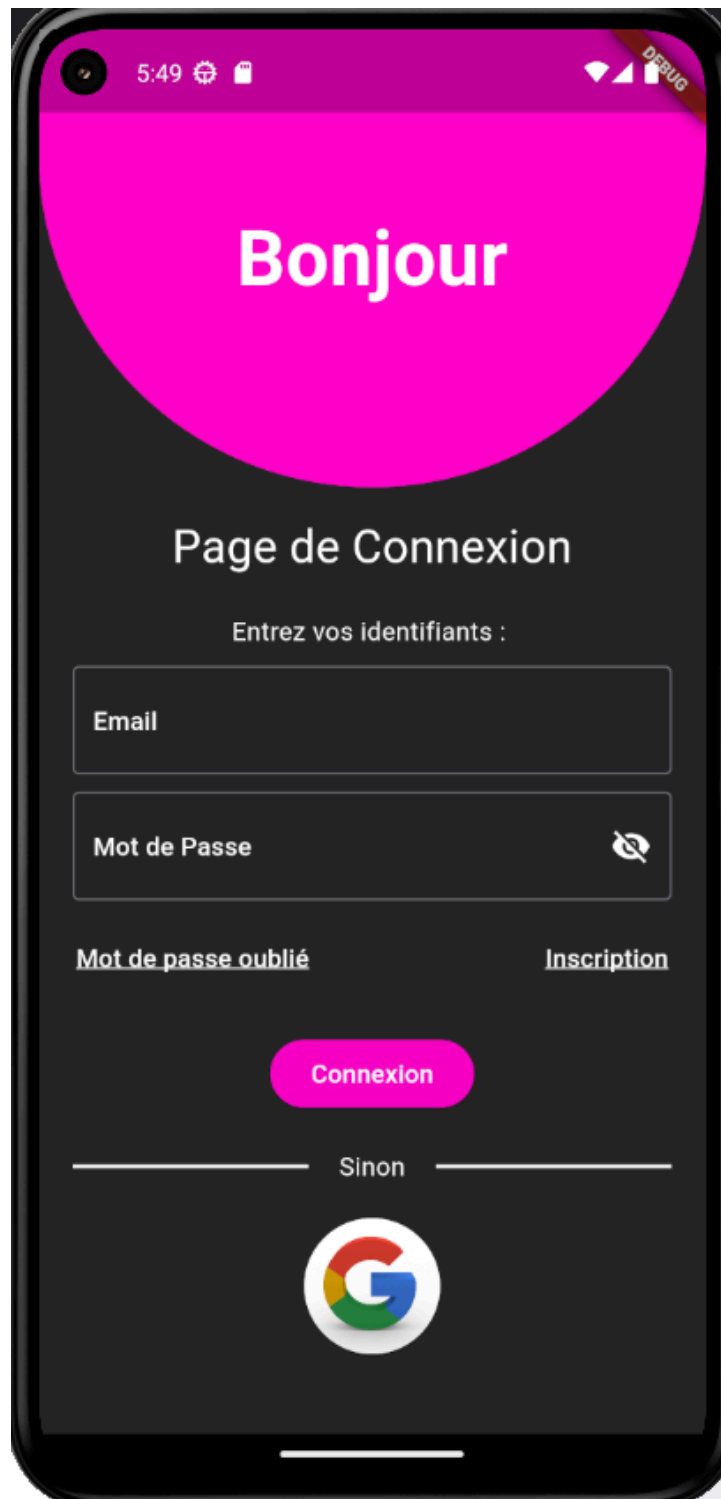 5:49
DEBUG
Bonjour
Page de Connexion
Entrez vos identifiants :
Email
Mot de Passe
Mot de passe oublié
Inscription
Connexion
Sinon
G